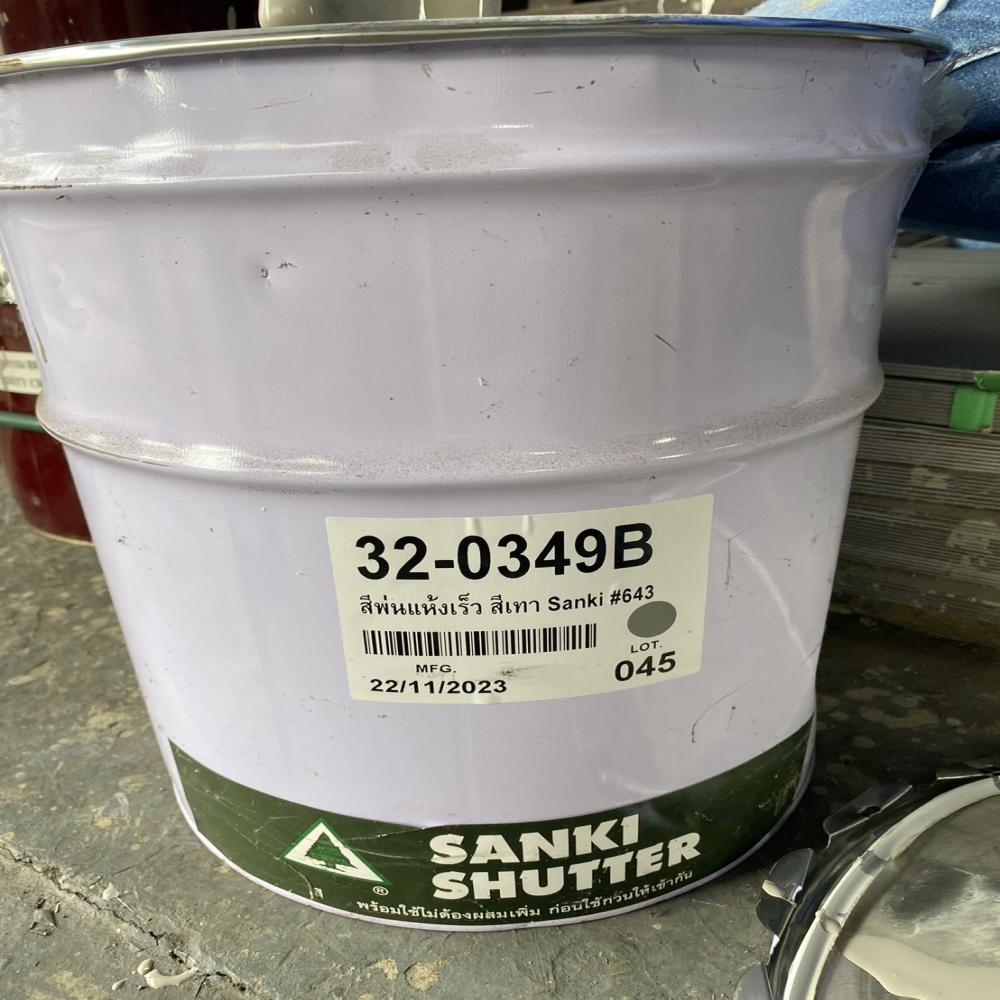 32-0349B
สีพ่นแห้งเร็ว สีเทา Sanki #643
LOT.
MFG.
045
22/11/2023
SANKI
SHUTTER
®
พร้อมใช้ไม่ต้องผสมเพิ่ม ก่อนใช้กวนให้เข้ากัน